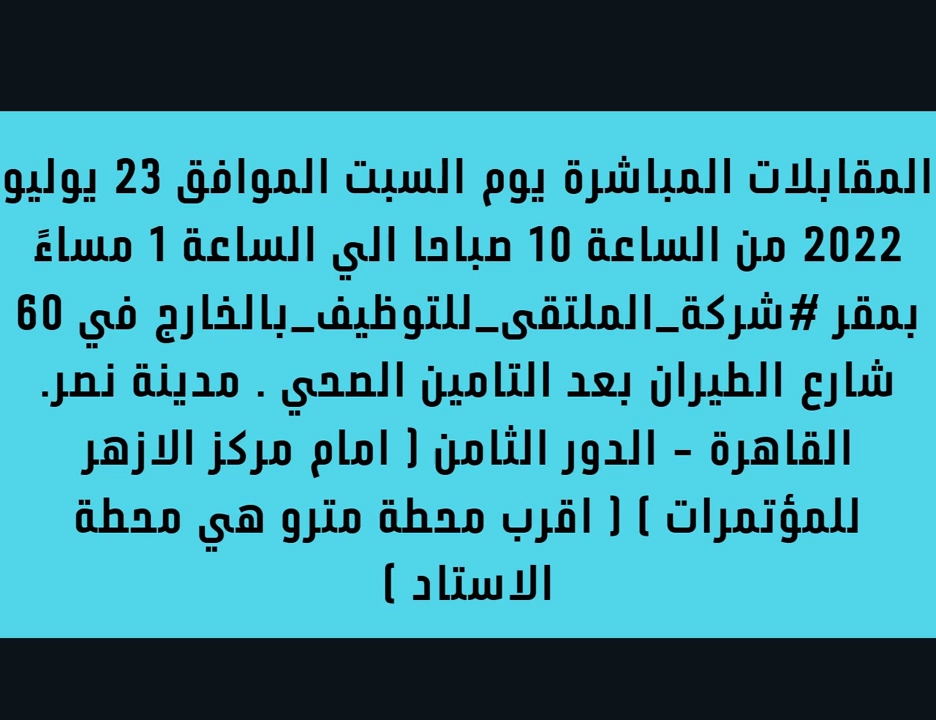 المقابلات المباشرة يوم السبت الموافق 23 يوليو
2022 من الساعة 10 صباحا الي الساعة 1 مساءً
بمقر #شركة_الملتقى_للتوظيف_بالخارج في 60
شارع الطيران بعد التامين الصحي . مدينة نصر.
القاهرة - الدور الثامن ( امام مركز الازهر
للمؤتمرات ) ( اقرب محطة مترو هي محطة
الاستاد )